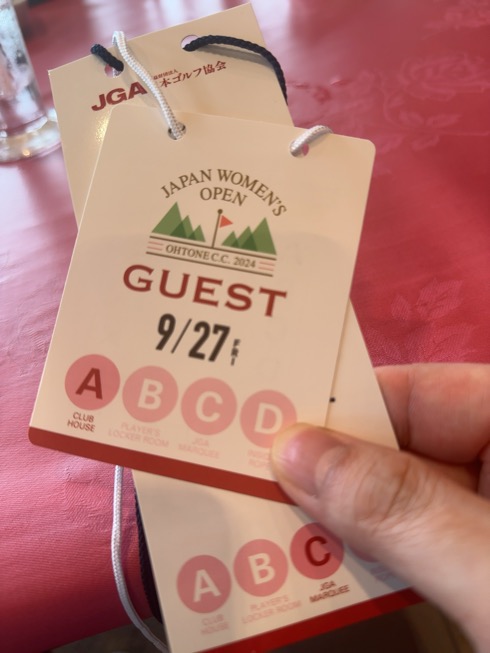 JGA
本ゴルフ協会
JAPAN WOMEN'S
OPEN
OHTONE C.C. 2024
GUEST
9/27 FRI
A B C D
CLUB
HOUSE
PLAYER'S
LOCKER ROOM
JGA
MARQUEE
A B C
CLUB
HOUSE
PLAYER'S
LOCKER ROOM
JGA
MARQUEE